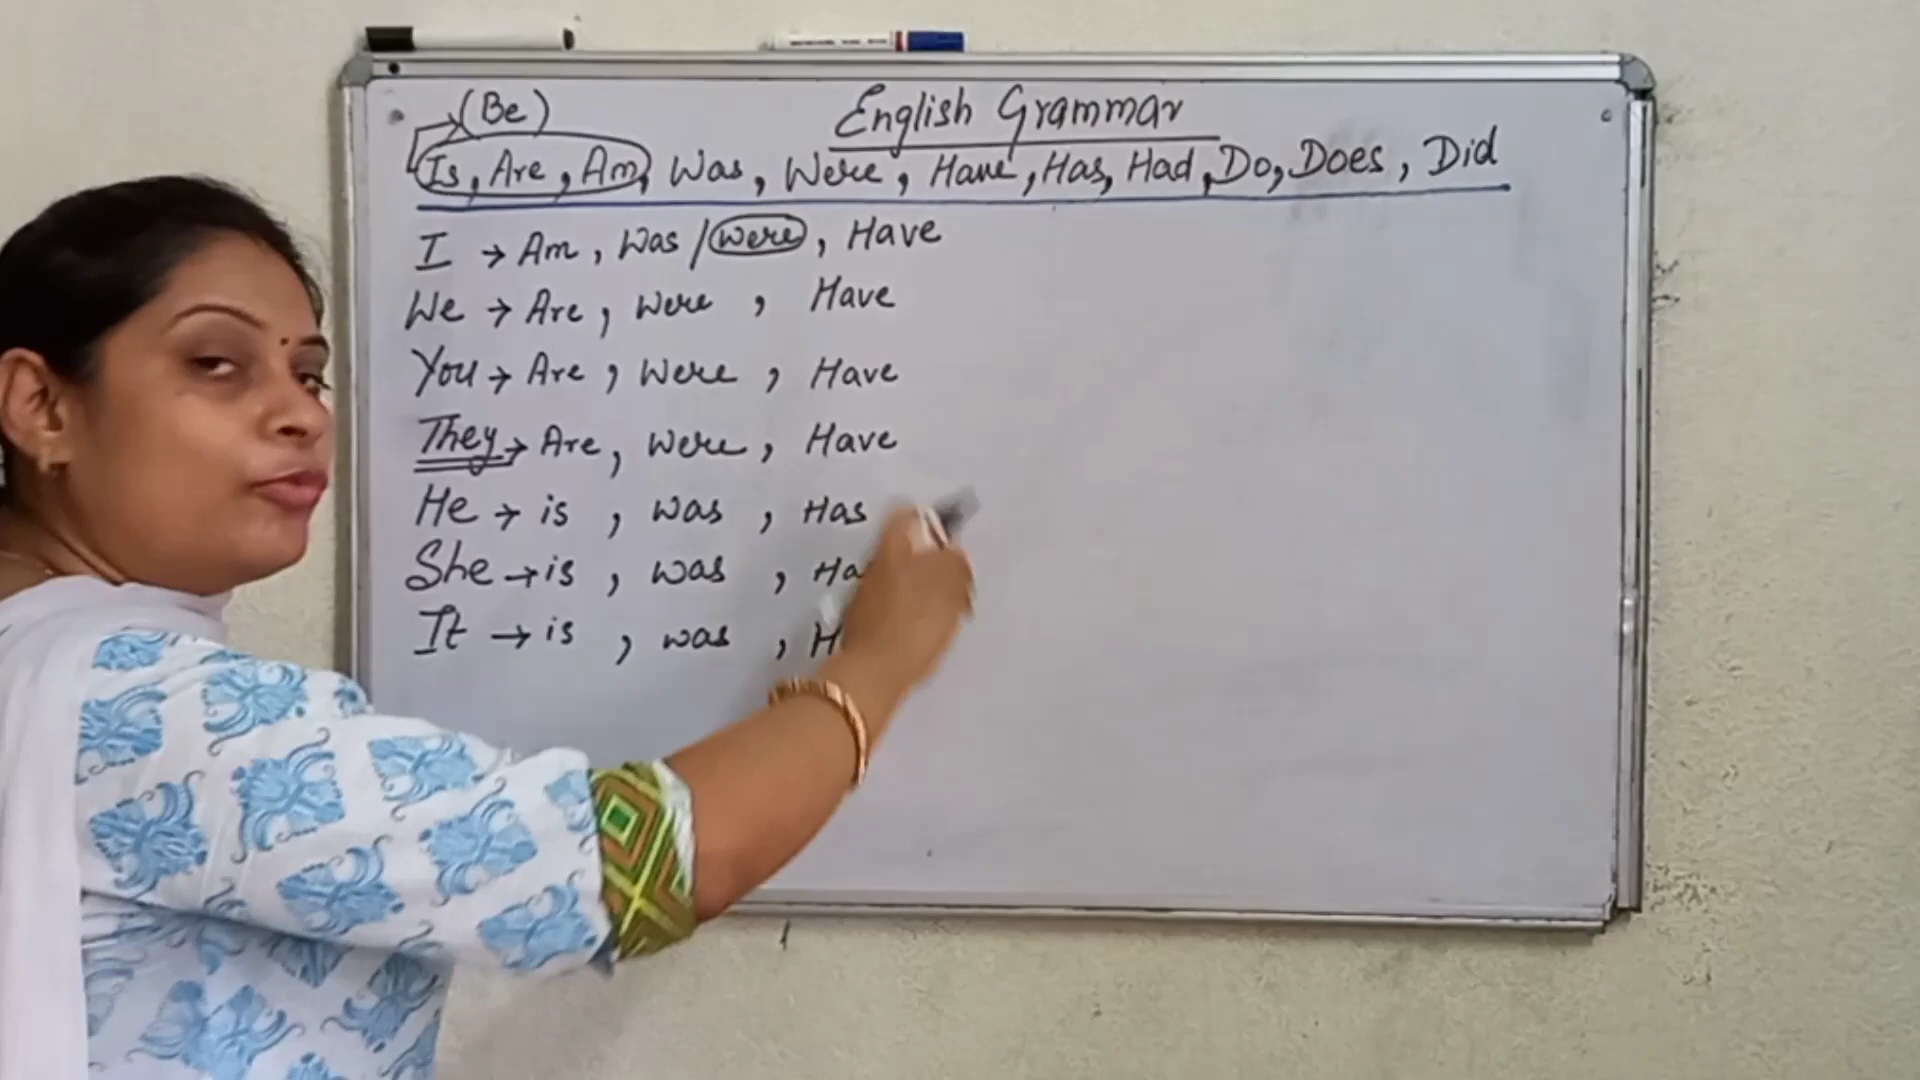 (Be)
English Grammar
Is, Are, Am, Was, Were, Have, Has, Had, Do, Does, Did
I → Am, Was / were, Have
We → Are, were, Have
You → Are, Were, Have
They → Are, were, Have
He → is, was, Has
She → is, was,
It → is, was,